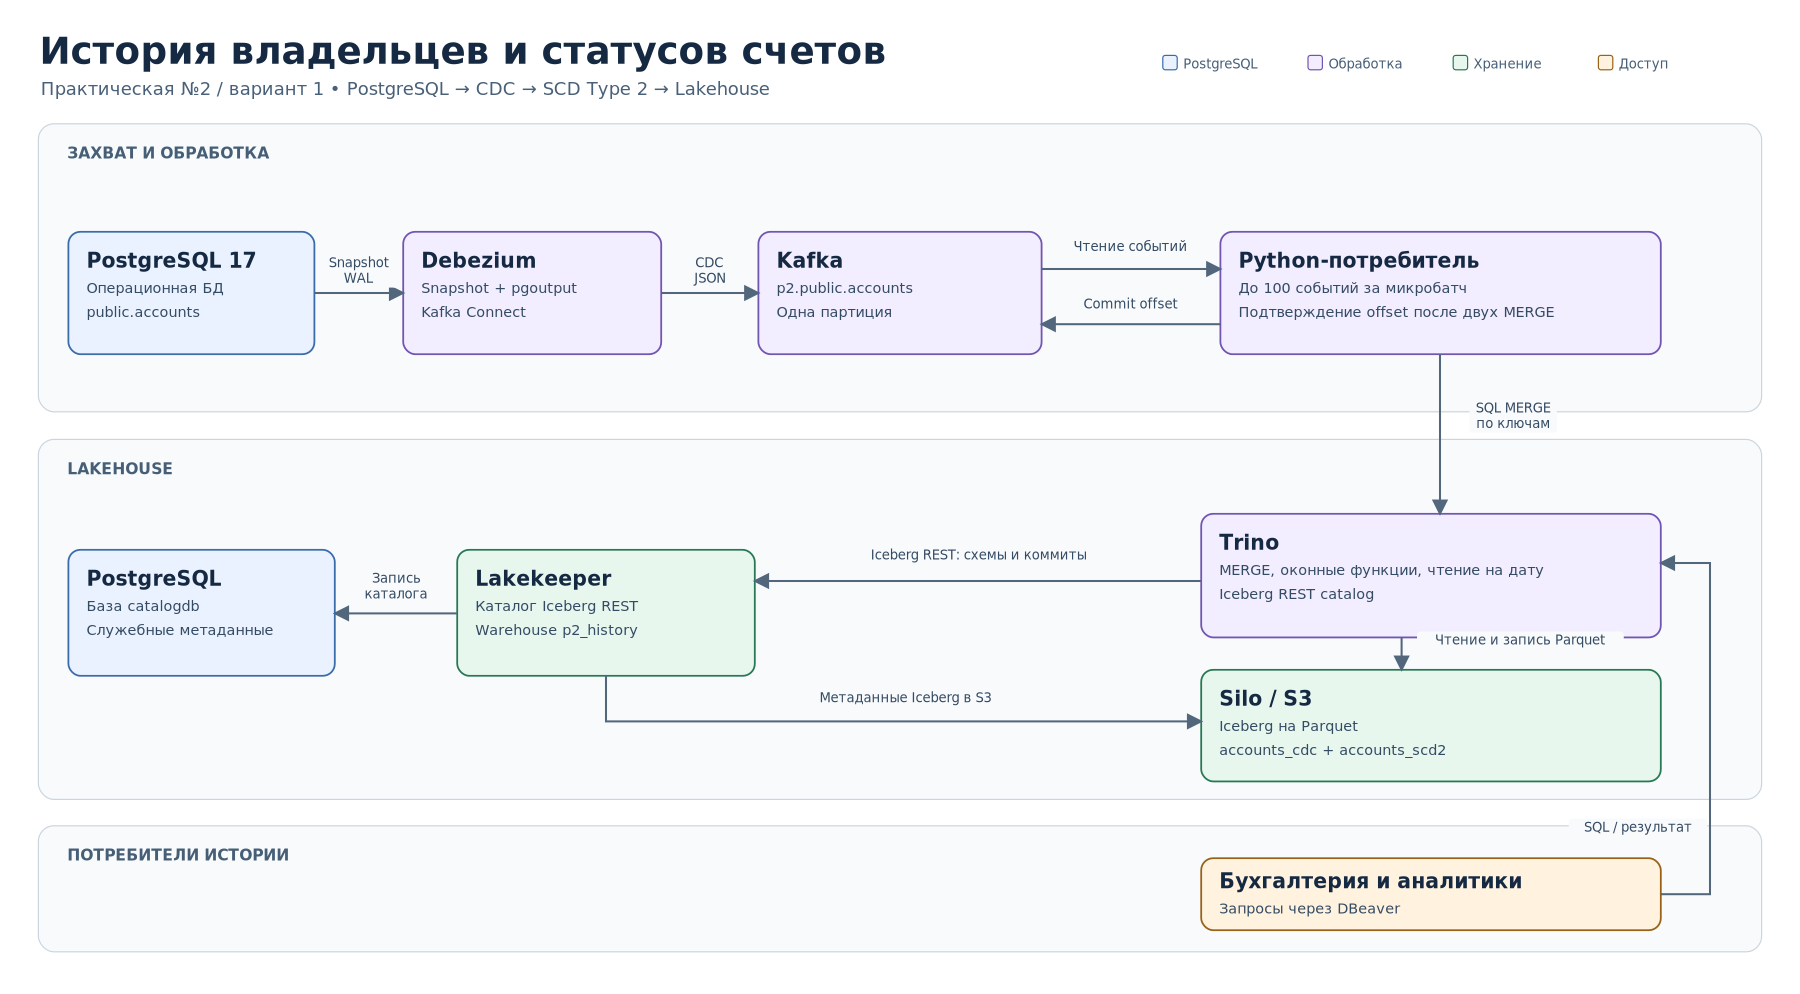 История владельцев и статусов счетов
Практическая №2 / вариант 1 • PostgreSQL → CDC → SCD Type 2 → Lakehouse
PostgreSQL
Обработка
Хранение
Доступ
ЗАХВАТ И ОБРАБОТКА
PostgreSQL 17
Операционная БД
public.accounts
Snapshot
WAL
Debezium
Snapshot + pgoutput
Kafka Connect
CDC
JSON
Kafka
p2.public.accounts
Одна партиция
Чтение событий
Commit offset
Python-потребитель
До 100 событий за микробатч
Подтверждение offset после двух MERGE
SQL MERGE
по ключам
LAKEHOUSE
PostgreSQL
База catalogdb
Служебные метаданные
Запись
каталога
Lakekeeper
Каталог Iceberg REST
Warehouse p2_history
Iceberg REST: схемы и коммиты
Trino
MERGE, оконные функции, чтение на дату
Iceberg REST catalog
Чтение и запись Parquet
Метаданные Iceberg в S3
Silo / S3
Iceberg на Parquet
accounts_cdc + accounts_scd2
SQL / результат
ПОТРЕБИТЕЛИ ИСТОРИИ
Бухгалтерия и аналитики
Запросы через DBeaver